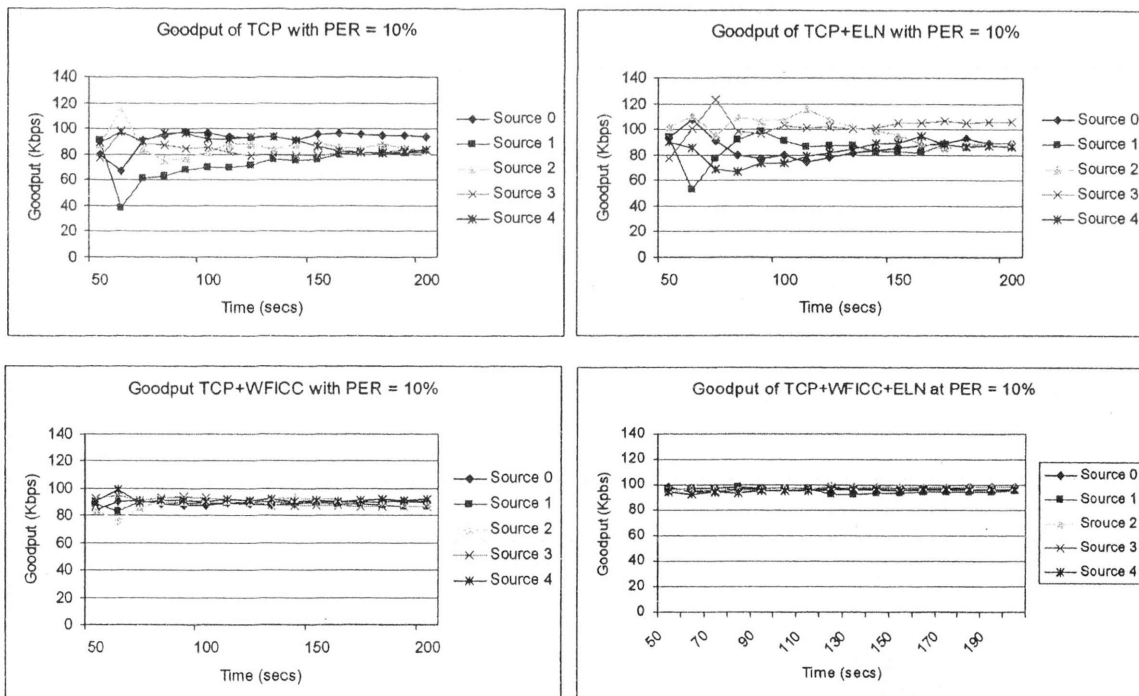 Goodput of TCP with PER = 10%
Goodput (Kbps)
140
120
100
80
60
40
20
0
50
100
150
200
Time (secs)
Source 0
Source 1
Source 2
Source 3
Source 4
Goodput of TCP+ELN with PER = 10%
Goodput (Kbps)
140
120
100
80
60
40
20
0
50
100
150
200
Time (secs)
Source 0
Source 1
Source 2
Source 3
Source 4
Goodput TCP+WFICC with PER = 10%
Goodput (Kbps)
140
120
100
80
60
40
20
0
50
100
150
200
Time (secs)
Source 0
Source 1
Source 2
Source 3
Source 4
Goodput of TCP+WFICC+ELN at PER = 10%
Goodput (Kpbs)
140
120
100
80
60
40
20
0
50
70
90
110
130
150
170
190
Time (secs)
Source 0
Source 1
Srouce 2
Source 3
Source 4